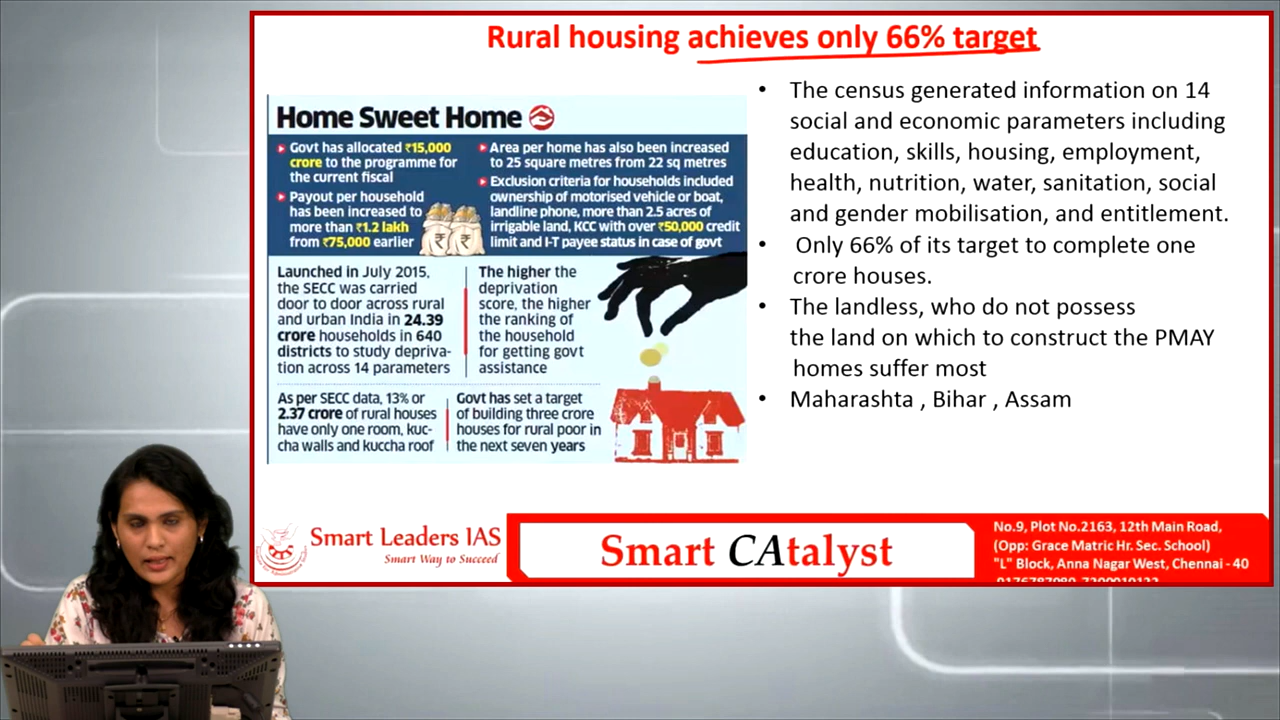 Rural housing achieves only 66% target
Home Sweet Home
Govt has allocated ₹15,000
crore to the programme for
the current fiscal
Payout per household
has been increased to
more than ₹1.2 lakh
from ₹75,000 earlier
Area per home has also been increased
to 25 square metres from 22 sq metres
Exclusion criteria for households included
ownership of motorised vehicle or boat,
landline phone, more than 2.5 acres of
irrigable land, KCC with over ₹50,000 credit
limit and I-T payee status in case of govt
Launched in July 2015,
the SECC was carried
door to door across rural
and urban India in 24.39
crore households in 640
districts to study depriva-
tion across 14 parameters
The higher the
deprivation
score, the higher
the ranking of
the household
for getting govt
assistance
As per SECC data, 13% or
2.37 crore of rural houses
have only one room, kuc-
cha walls and kuccha roof
Govt has set a target
of building three crore
houses for rural poor in
the next seven years
• The census generated information on 14
social and economic parameters including
education, skills, housing, employment,
health, nutrition, water, sanitation, social
and gender mobilisation, and entitlement.
• Only 66% of its target to complete one
crore houses.
• The landless, who do not possess
the land on which to construct the PMAY
homes suffer most
• Maharashta , Bihar , Assam
Smart Leaders IAS
Smart Way to Succeed
Smart CAtalyst
No.9, Plot No.2163, 12th Main Road,
(Opp: Grace Matric Hr. Sec. School)
"L" Block, Anna Nagar West, Chennai - 40